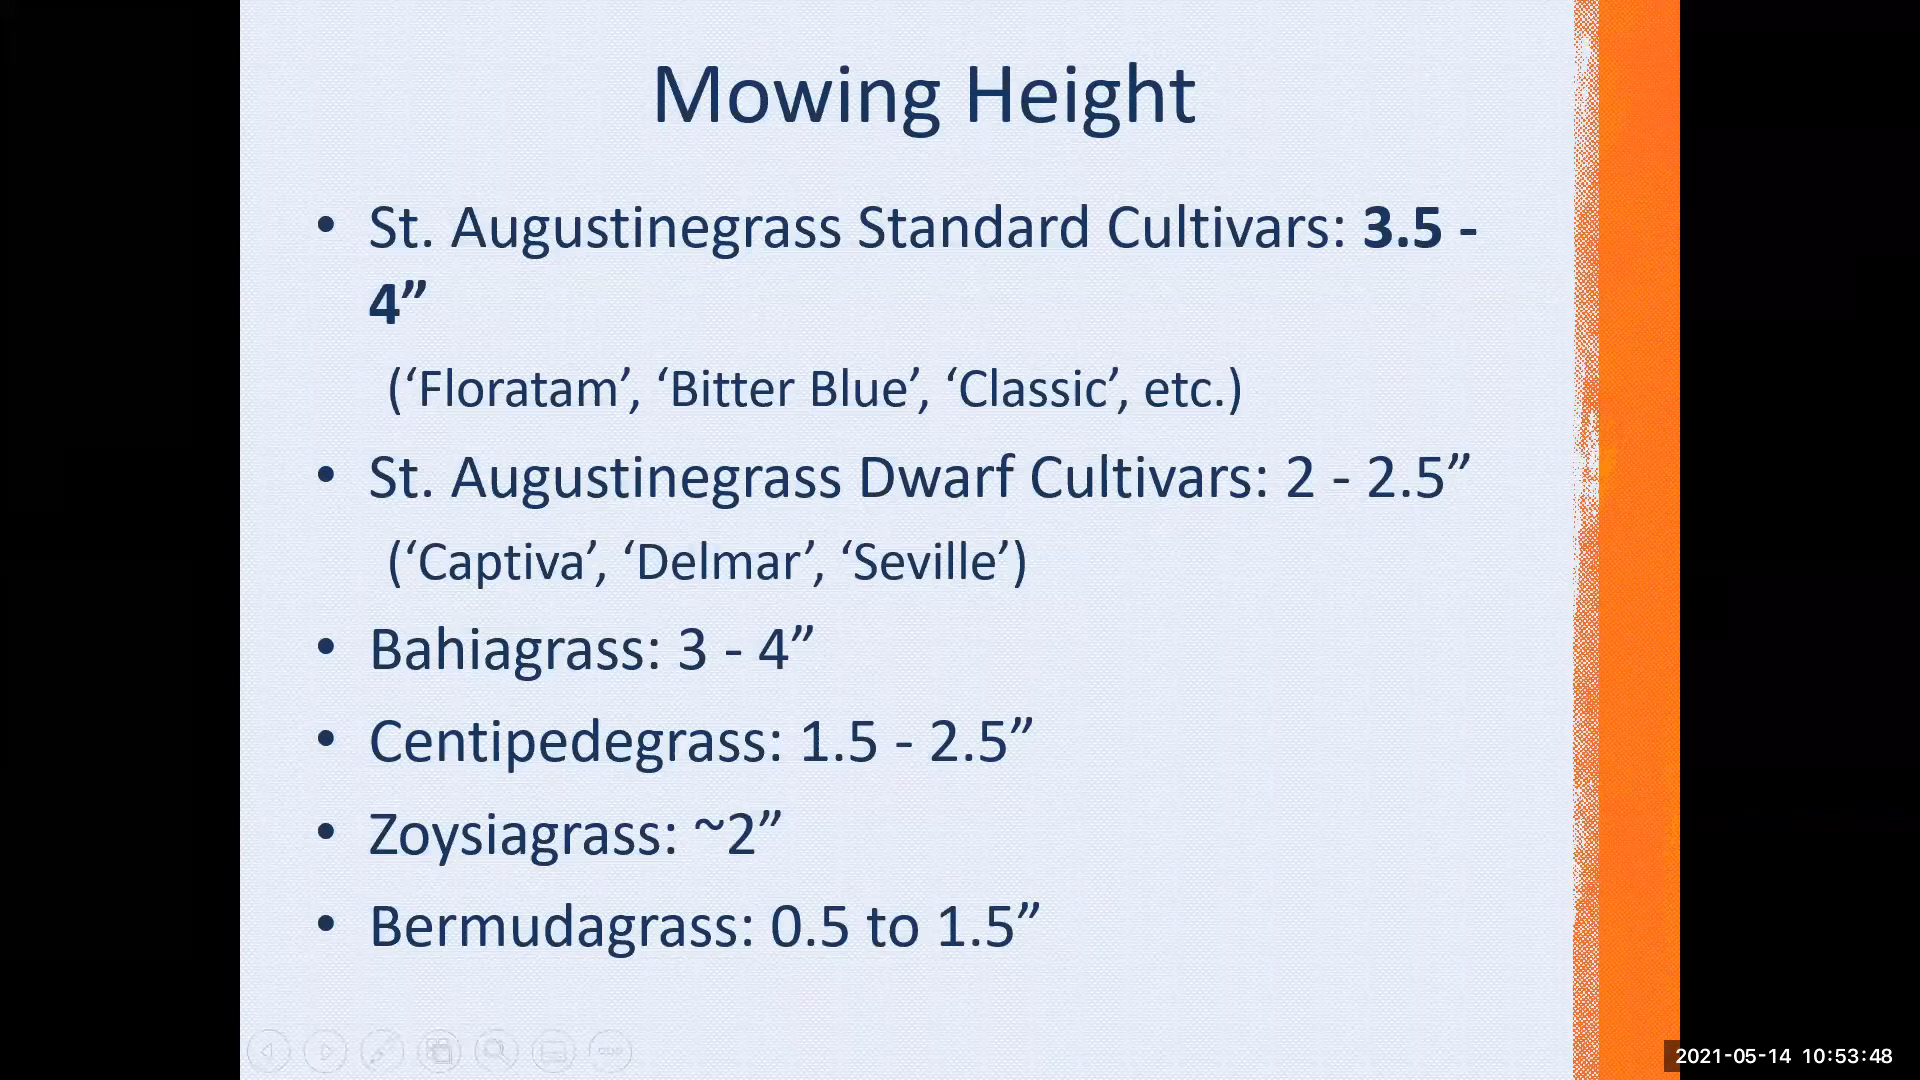 Mowing Height
• St. Augustinegrass Standard Cultivars: 3.5 -
4”
(‘Floratam’, ‘Bitter Blue’, ‘Classic’, etc.)
• St. Augustinegrass Dwarf Cultivars: 2 - 2.5”
(‘Captiva’, ‘Delmar’, ‘Seville’)
• Bahiagrass: 3 - 4”
• Centipedegrass: 1.5 - 2.5”
• Zoysiagrass: ~2”
• Bermudagrass: 0.5 to 1.5”
2021-05-14 10:53:48